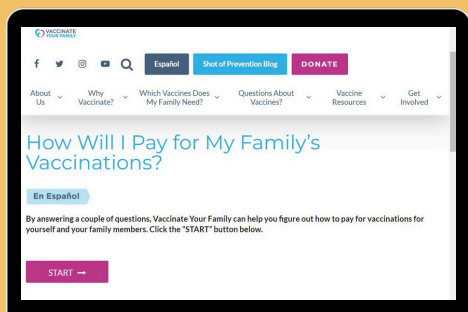 VACCINATE
YOUR FAMILY
Español
Shot of Prevention Blog
DONATE
About Us
Why Vaccinate?
Which Vaccines Does My Family Need?
Questions About Vaccines?
Vaccine Resources
Get Involved
How Will I Pay for My Family's
Vaccinations?
En Español
By answering a couple of questions, Vaccinate Your Family can help you figure out how to pay for vaccinations for
yourself and your family members. Click the "START" button below.
START →